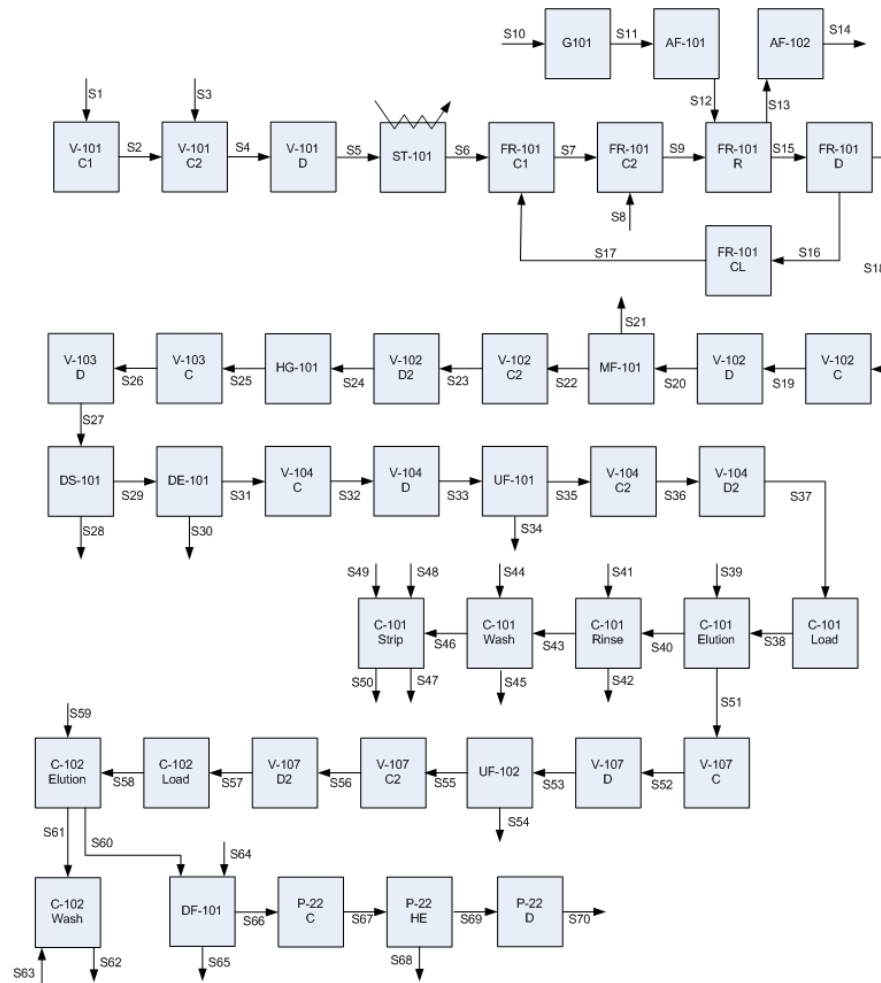 S10
G101
S11
AF-101
AF-102
S14
S1
S3
S12
S13
V-101
C1
S2
V-101
C2
S4
V-101
D
S5
ST-101
S6
FR-101
C1
S7
FR-101
C2
S9
FR-101
R
S15
FR-101
D
S8
S17
FR-101
CL
S16
S18
S21
V-103
D
S26
V-103
C
S25
HG-101
S24
V-102
D2
S23
V-102
C2
S22
MF-101
S20
V-102
D
S19
V-102
C
S27
DS-101
S29
DE-101
S31
V-104
C
S32
V-104
D
S33
UF-101
S35
V-104
C2
S36
V-104
D2
S37
S28
S30
S34
S49
S48
S44
S41
S39
C-101
Strip
S46
C-101
Wash
S43
C-101
Rinse
S40
C-101
Elution
S38
C-101
Load
S50
S47
S45
S42
S51
S59
C-102
Elution
S58
C-102
Load
S57
V-107
D2
S56
V-107
C2
S55
UF-102
S53
V-107
D
S52
V-107
C
S54
S61
S60
S64
C-102
Wash
DF-101
S66
P-22
C
S67
P-22
HE
S69
P-22
D
S70
S63
S62
S65
S68